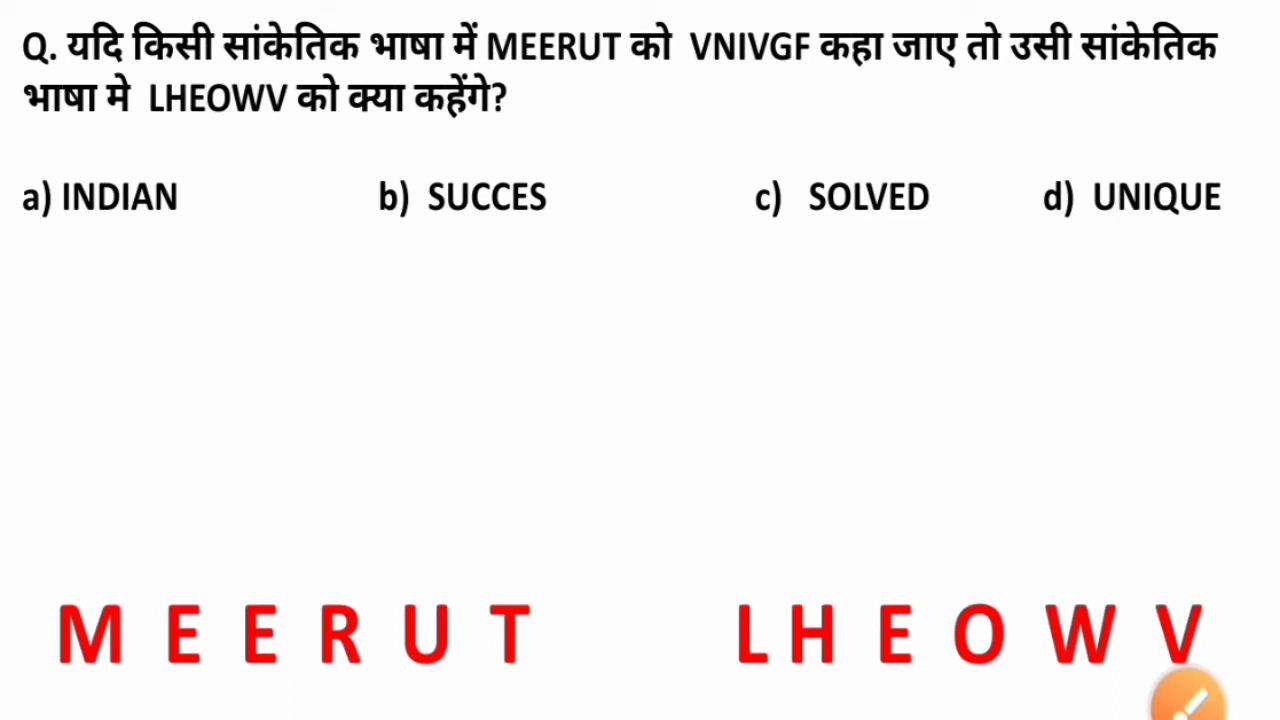 Q. यदि किसी सांकेतिक भाषा में MEERUT को VNIVGF कहा जाए तो उसी सांकेतिक
भाषा मे LHEOWV को क्या कहेंगे?
a) INDIAN b) SUCCES c) SOLVED d) UNIQUE
M E E R U T L H E O W V